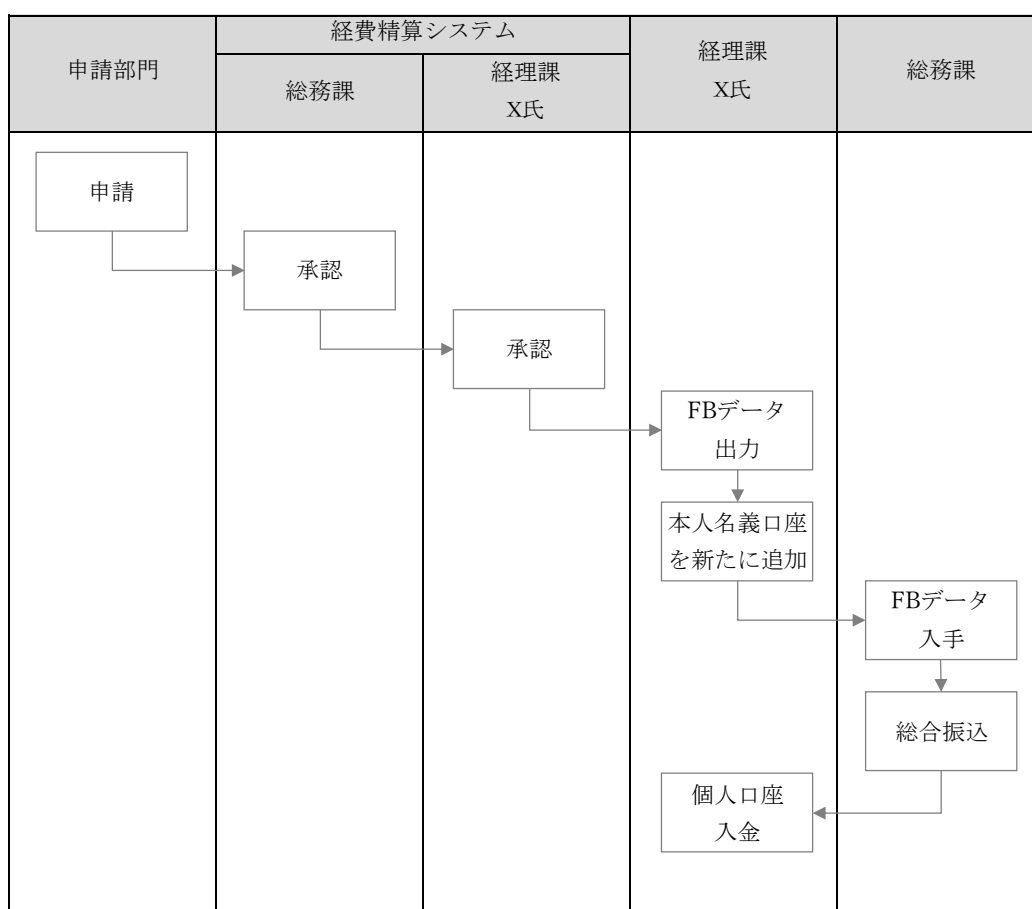 申請部門
経費精算システム
総務課
経理課
X氏
経理課
X氏
総務課
申請
承認
承認
FBデータ
出力
本人名義口座
を新たに追加
FBデータ
入手
総合振込
個人口座
入金